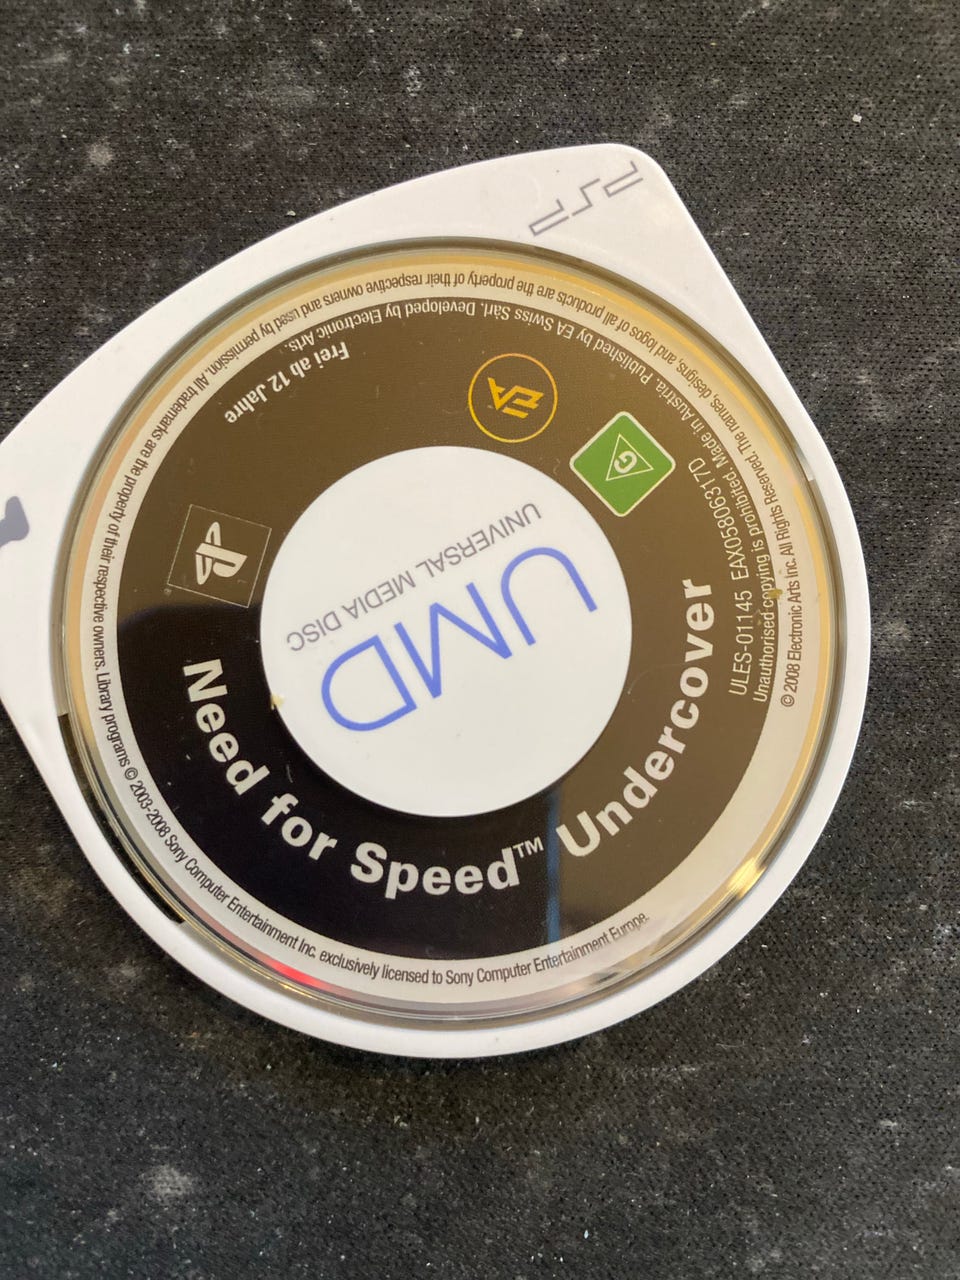 PSP
Need for Speed™ Undercover
UMD
UNIVERSAL MEDIA DISC
EA
G
Frei ab 12 Jahre
ULES-01145 EAX05806317D
Unauthorised copying is prohibited. Made in Austria. Published by EA Swiss Sàrl. Developed by Electronic Arts.
© 2008 Electronic Arts Inc. All Rights Reserved. The names, designs, and logos of all products are the property of their respective owners and used by permission. All trademarks are the property of their respective owners. Library programs © 2003-2008 Sony Computer Entertainment Inc. exclusively licensed to Sony Computer Entertainment Europe.